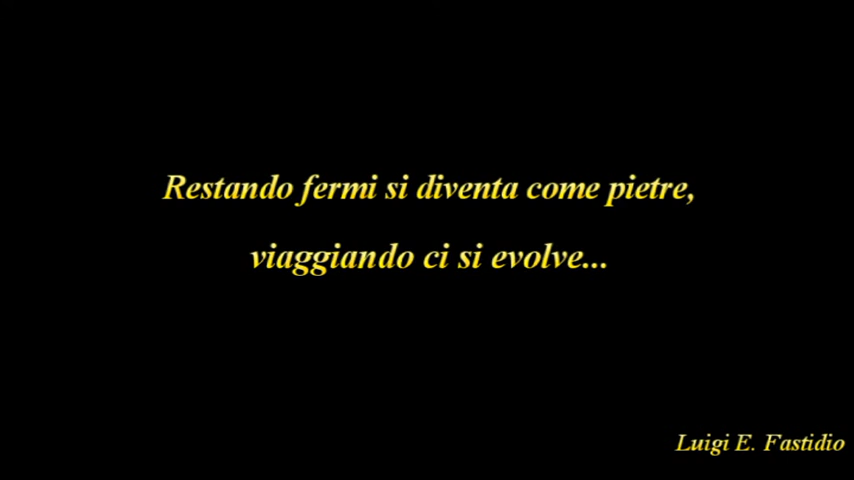 Restando fermi si diventa come pietre,
viaggiando ci si evolve...
Luigi E. Fastidio